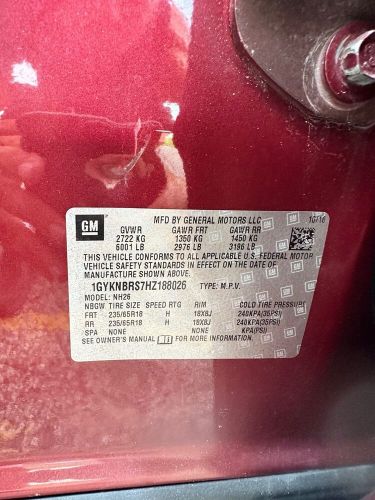 GM
MFD BY GENERAL MOTORS LLC 10/16
GVWR GAWR FRT GAWR RR
2722 KG 1350 KG 1450 KG
6001 LB 2976 LB 3196 LB
THIS VEHICLE CONFORMS TO ALL APPLICABLE U.S. FEDERAL MOTOR
VEHICLE SAFETY STANDARDS IN EFFECT ON THE DATE OF
MANUFACTURE SHOWN ABOVE.
1GYKNBRS7HZ188026 TYPE: M.P.V.
MODEL: NH26
NBGW TIRE SIZE SPEED RTG RIM COLD TIRE PRESSURE
FRT 235/65R18 H 18X8J 240KPA(35PSI)
RR 235/65R18 H 18X8J 240KPA(35PSI)
SPA NONE NONE KPA(PSI)
SEE OWNER'S MANUAL FOR MORE INFORMATION.